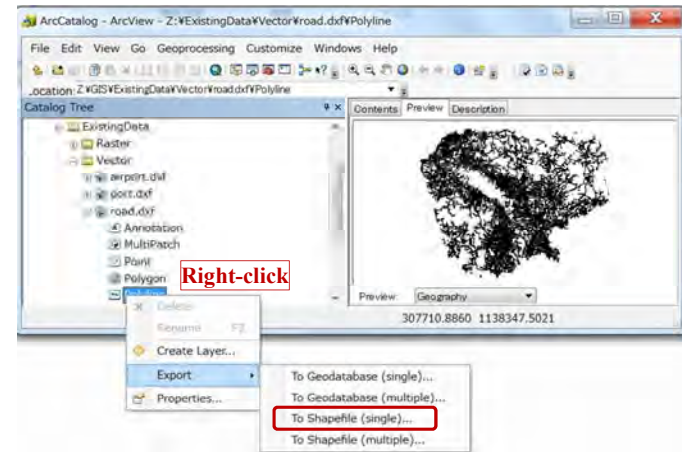 ArcCatalog - ArcView - Z:¥ExistingData¥Vector¥road.dxf¥Polyline
File Edit View Go Geoprocessing Customize Windows Help
Location: Z:¥GIS¥ExistingData¥Vector¥road.dxf¥Polyline
Catalog Tree
Contents Preview Description
ExistingData
Raster
Vector
airport.dxf
port.dxf
road.dxf
Annotation
MultiPatch
Point
Polygon
Right-click
Polyline
Preview: Geography
307710.8860 1138347.5021
Delete
Rename F2
Create Layer...
Export
Properties...
To Geodatabase (single)...
To Geodatabase (multiple)...
To Shapefile (single)...
To Shapefile (multiple)...